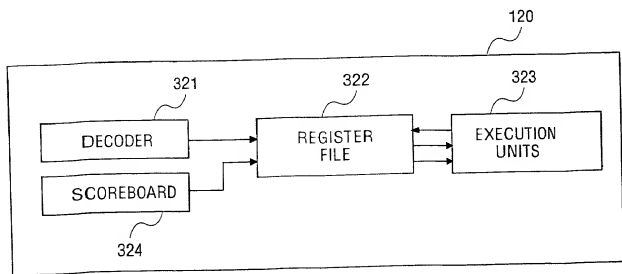 120
321
322
323
DECODER
REGISTER
FILE
EXECUTION
UNITS
SCOREBOARD
324